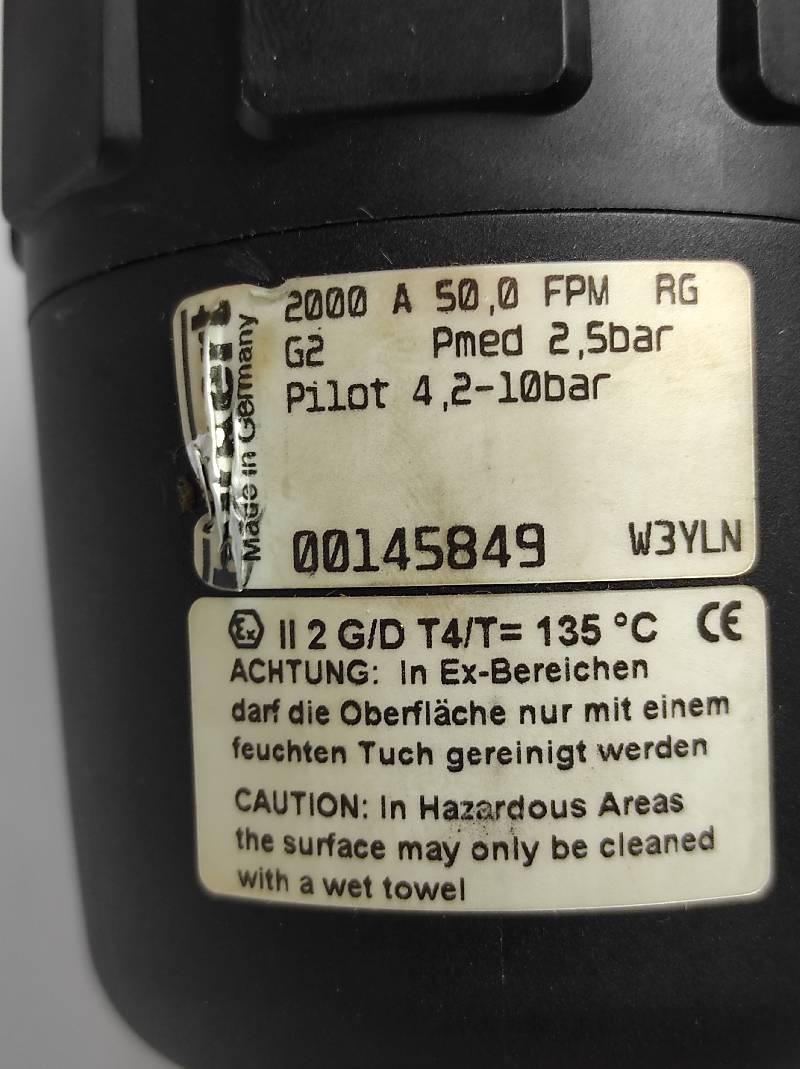 2000 A 50,0 FPM RG
G2 Pmed 2,5bar
Pilot 4,2-10bar
00145849 W3YLN
Made in Germany
Ex II 2 G/D T4/T= 135 °C CE
ACHTUNG: In Ex-Bereichen
darf die Oberfläche nur mit einem
feuchten Tuch gereinigt werden
CAUTION: In Hazardous Areas
the surface may only be cleaned
with a wet towel